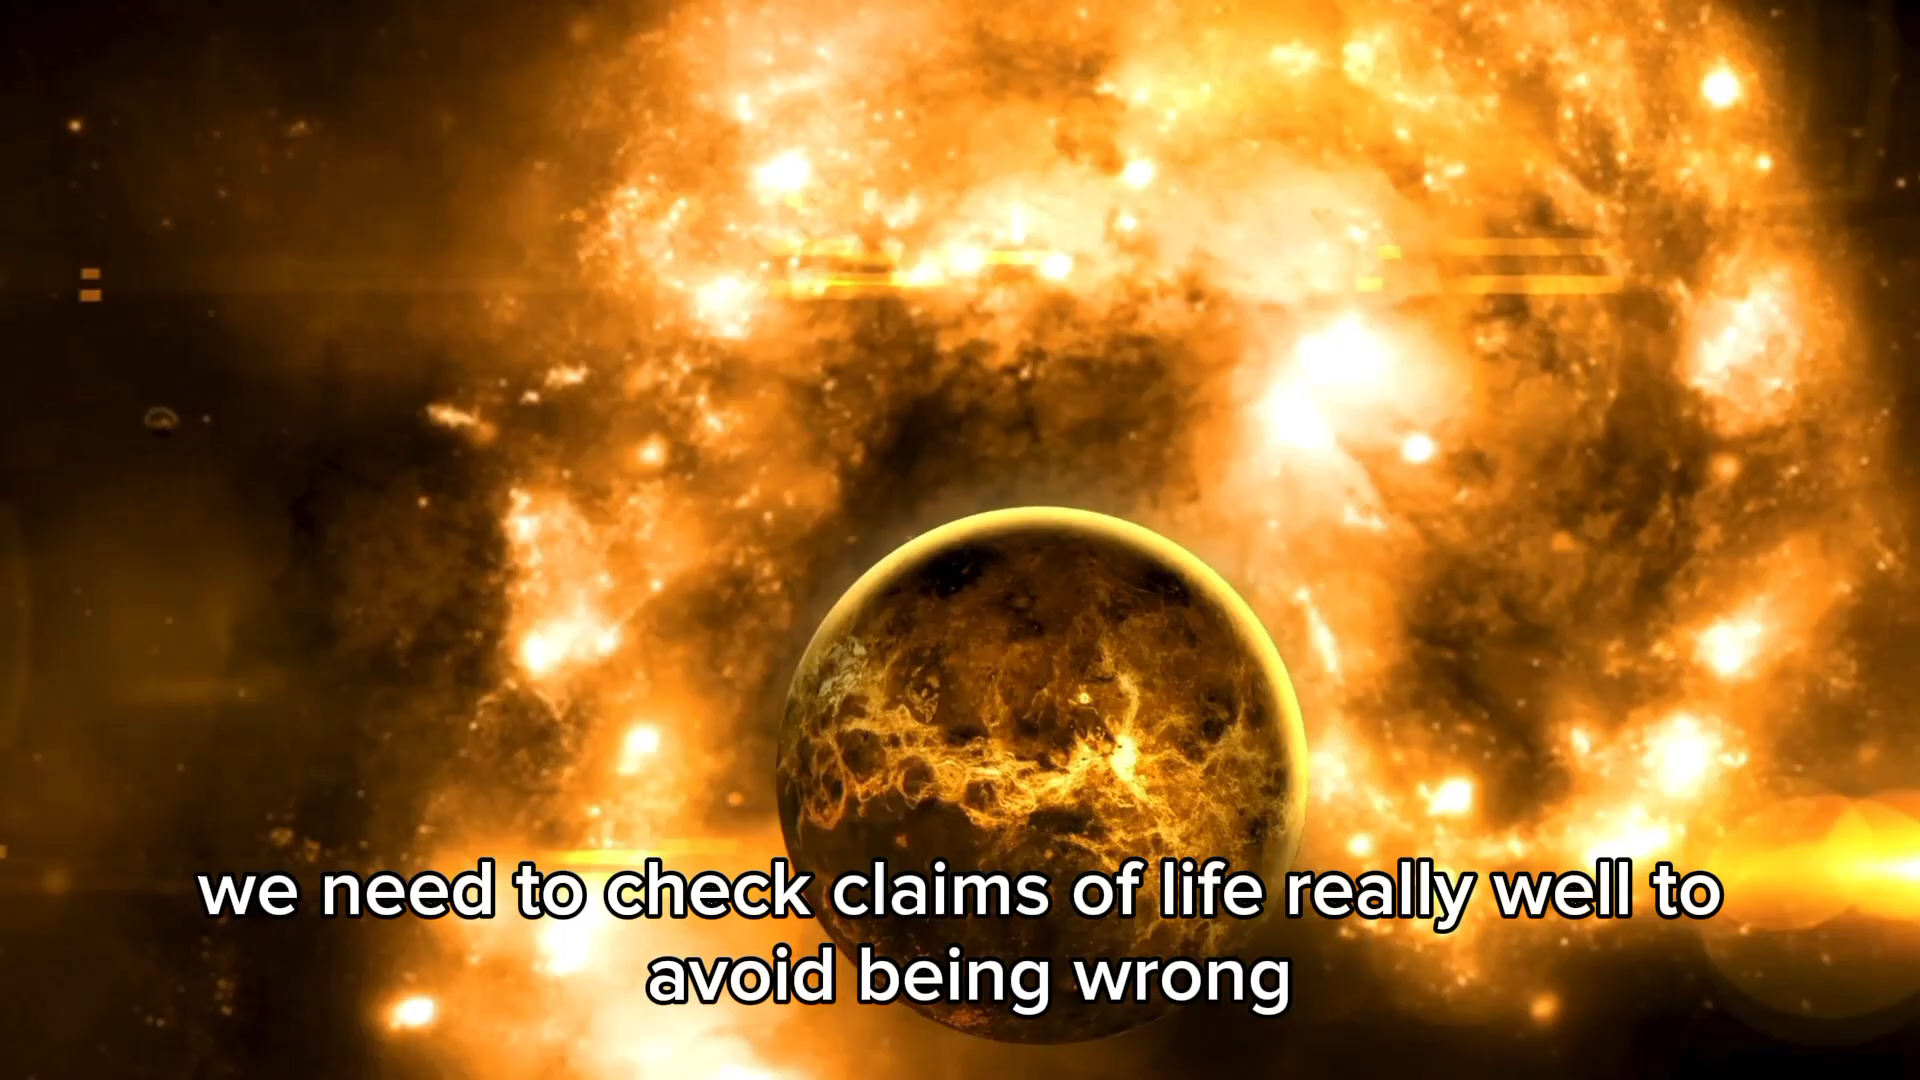 we need to check claims of life really well to
avoid being wrong